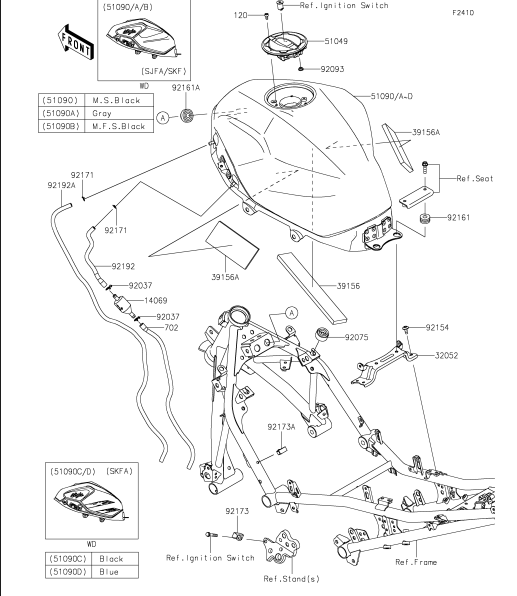 Ref.Ignition Switch
(51090/A/B)
120
F2410
FRONT
51049
(SJFA/SKF)
92093
WD
92161A
51090/A~D
(51090) M.S.Black
(51090A) Gray
(51090B) M.F.S.Black
A
39156A
92171
92192A
Ref.Seat
92171
92161
92192
39156A
92037
39156
14069
A
92037
702
92075
92154
32052
92173A
(51090C/D) (SKFA)
92173
WD
Ref.Ignition Switch
(51090C) Black
(51090D) Blue
Ref.Frame
Ref.Stand(s)